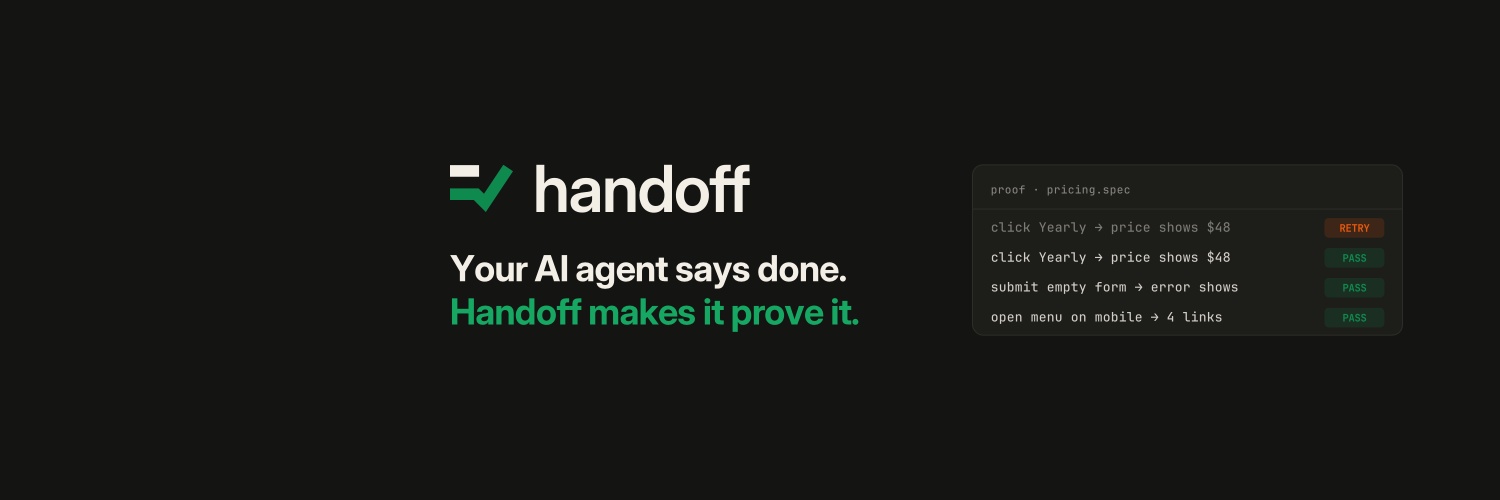 handoff
Your AI agent says done.
Handoff makes it prove it.
proof · pricing.spec
click Yearly → price shows $48 RETRY
click Yearly → price shows $48 PASS
submit empty form → error shows PASS
open menu on mobile → 4 links PASS